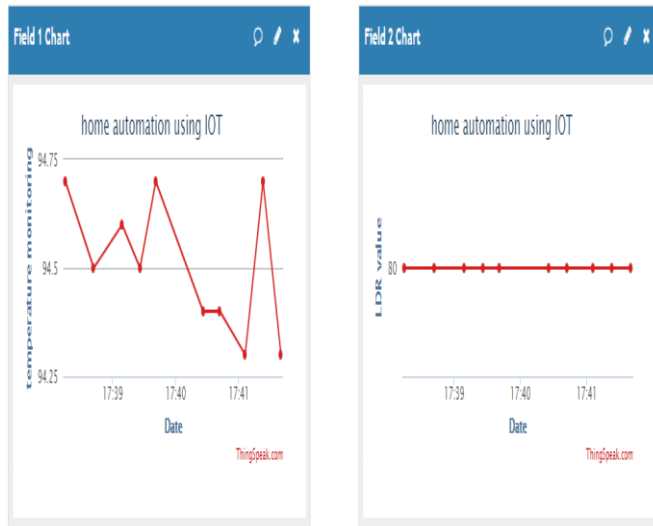 Field 1 Chart
home automation using IOT
temperature monitoring
94.75
94.5
94.25
17:39 17:40 17:41
Date
ThingSpeak.com
Field 2 Chart
home automation using IOT
LDR value
80
17:39 17:40 17:41
Date
ThingSpeak.com